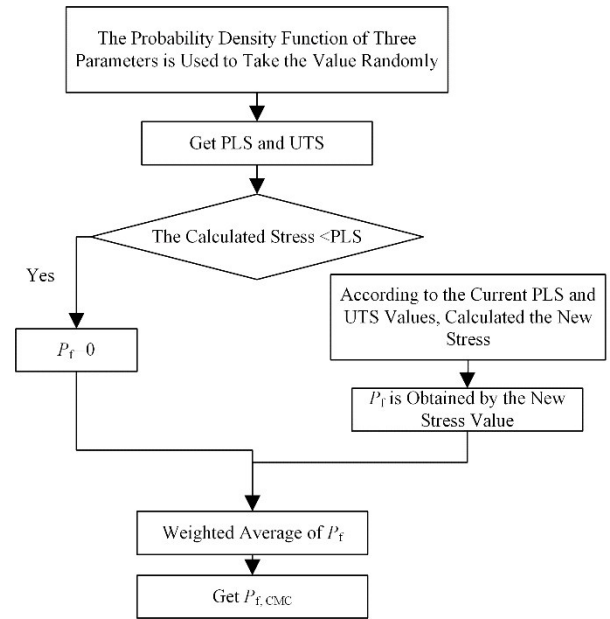 The Probability Density Function of Three
Parameters is Used to Take the Value Randomly
Get PLS and UTS
The Calculated Stress <PLS
Yes
According to the Current PLS and
UTS Values, Calculated the New
Stress
Pf 0
Pf is Obtained by the New
Stress Value
Weighted Average of Pf
Get Pf, CMC